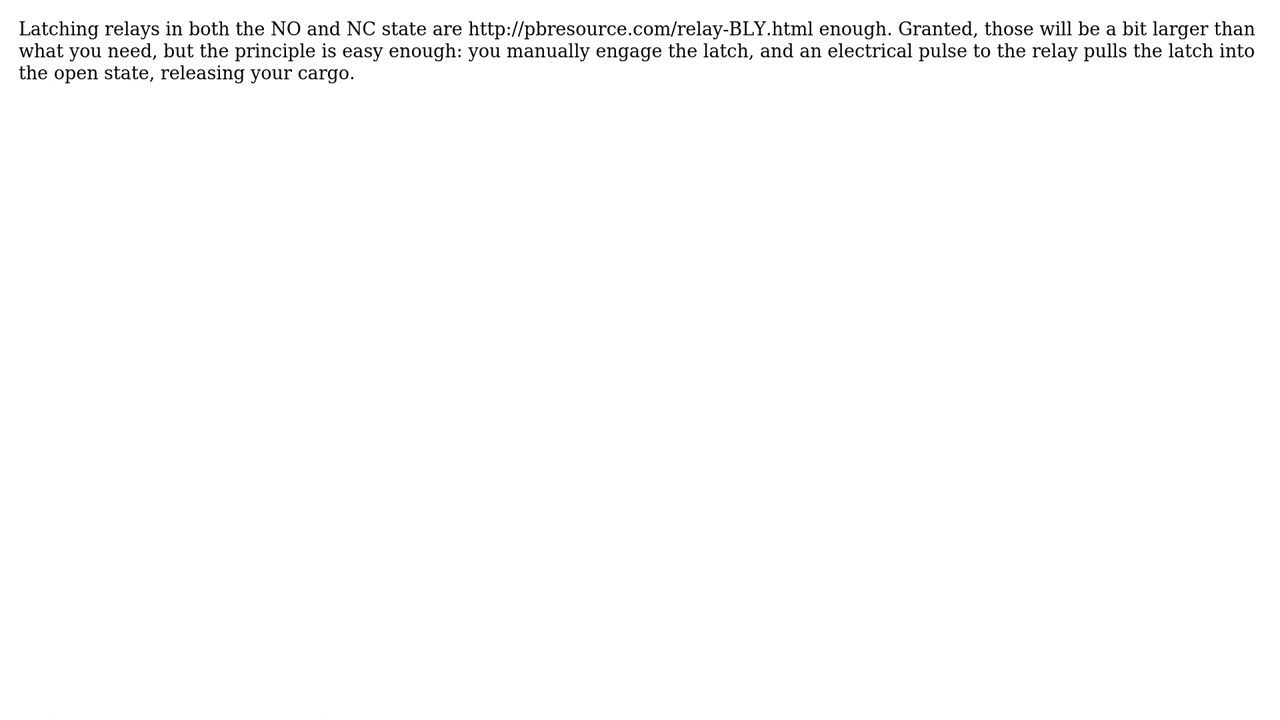 Latching relays in both the NO and NC state are http://pbresource.com/relay-BLY.html enough. Granted, those will be a bit larger than
what you need, but the principle is easy enough: you manually engage the latch, and an electrical pulse to the relay pulls the latch into
the open state, releasing your cargo.